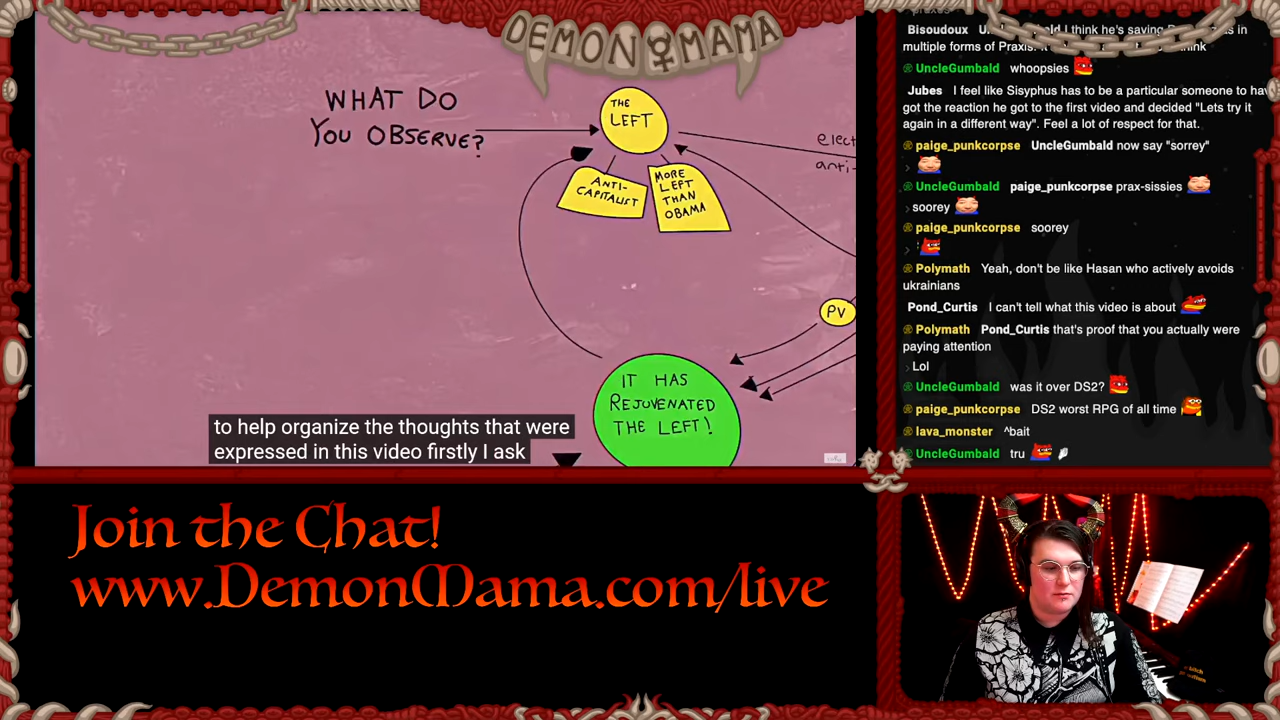 DEMON MAMA
WHAT DO
YOU OBSERVE?
THE
LEFT
ANTI-
CAPITALIST
MORE
LEFT
THAN
OBAMA
elect
anti-
PV
IT HAS
REJUVENATED
THE LEFT!
to help organize the thoughts that were
expressed in this video firstly I ask
Join the Chat!
www.DemonMama.com/live
Bisoudoux
multiple forms of Praxis.
UncleGumbald whoopsies
Jubes I feel like Sisyphus has to be a particular someone to hav
got the reaction he got to the first video and decided "Lets try it
again in a different way". Feel a lot of respect for that.
paige_punkcorpse UncleGumbald now say "sorrey"
UncleGumbald paige_punkcorpse prax-sissies
soorey
paige_punkcorpse soorey
Polymath Yeah, don't be like Hasan who actively avoids
ukrainians
Pond_Curtis I can't tell what this video is about
Polymath Pond_Curtis that's proof that you actually were
paying attention
Lol
UncleGumbald was it over DS2?
paige_punkcorpse DS2 worst RPG of all time
lava_monster ^bait
UncleGumbald tru